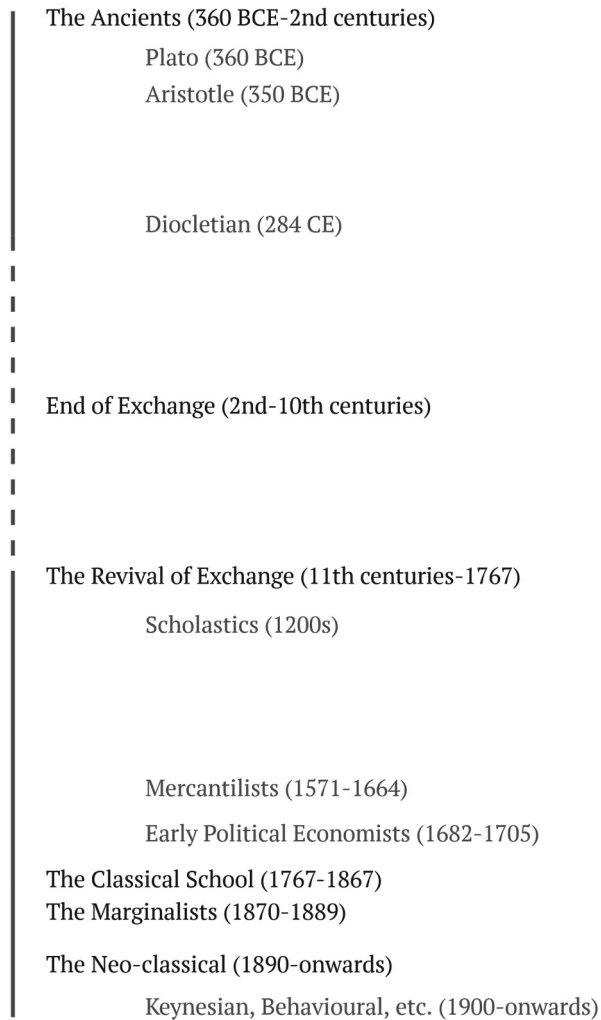 The Ancients (360 BCE-2nd centuries)
Plato (360 BCE)
Aristotle (350 BCE)
Diocletian (284 CE)
End of Exchange (2nd-10th centuries)
The Revival of Exchange (11th centuries-1767)
Scholastics (1200s)
Mercantilists (1571-1664)
Early Political Economists (1682-1705)
The Classical School (1767-1867)
The Marginalists (1870-1889)
The Neo-classical (1890-onwards)
Keynesian, Behavioural, etc. (1900-onwards)